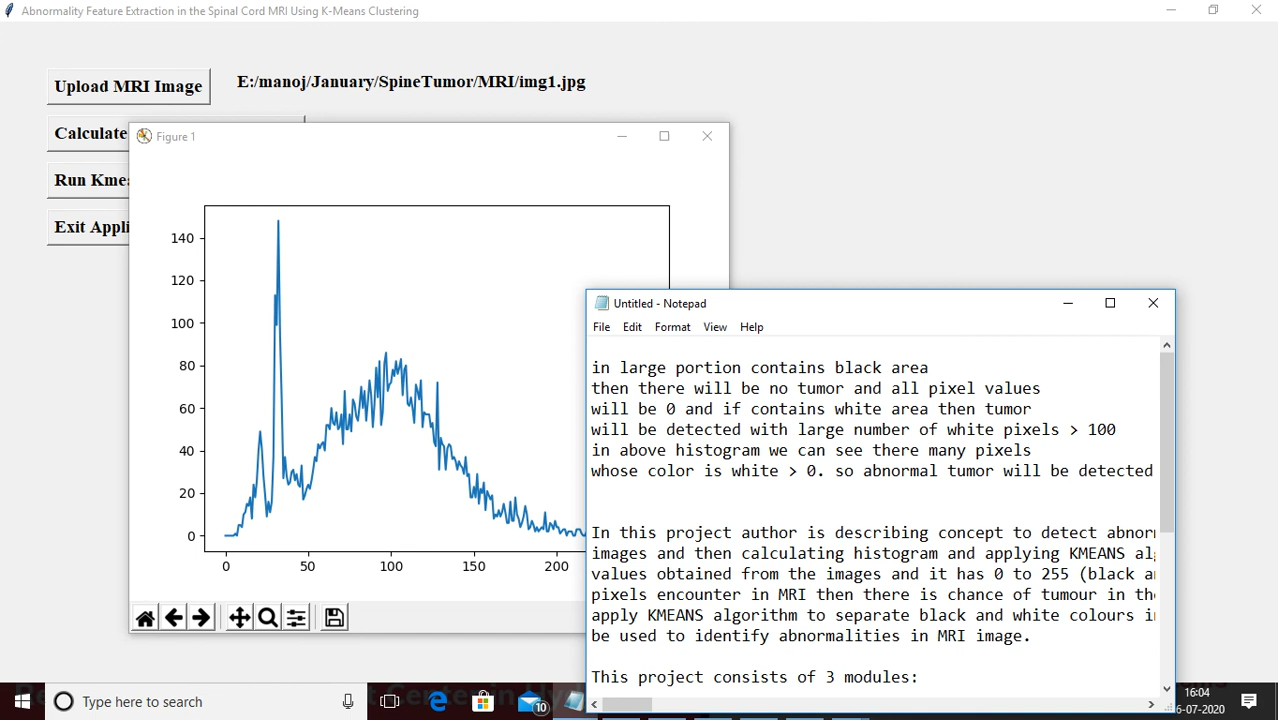 Abnormality Feature Extraction in the Spinal Cord MRI Using K-Means Clustering
Upload MRI Image
E:/manoj/January/SpineTumor/MRI/img1.jpg
Calculate
Run Kme
Exit Appli
Figure 1
140
120
100
80
60
40
20
0
0 50 100 150 200
Untitled - Notepad
File Edit Format View Help
in large portion contains black area
then there will be no tumor and all pixel values
will be 0 and if contains white area then tumor
will be detected with large number of white pixels > 100
in above histogram we can see there many pixels
whose color is white > 0. so abnormal tumor will be detected
In this project author is describing concept to detect abnor
images and then calculating histogram and applying KMEANS al
values obtained from the images and it has 0 to 255 (black a
pixels encounter in MRI then there is chance of tumour in the
apply KMEANS algorithm to separate black and white colours i
be used to identify abnormalities in MRI image.
This project consists of 3 modules:
Type here to search
10
16:04
6-07-2020